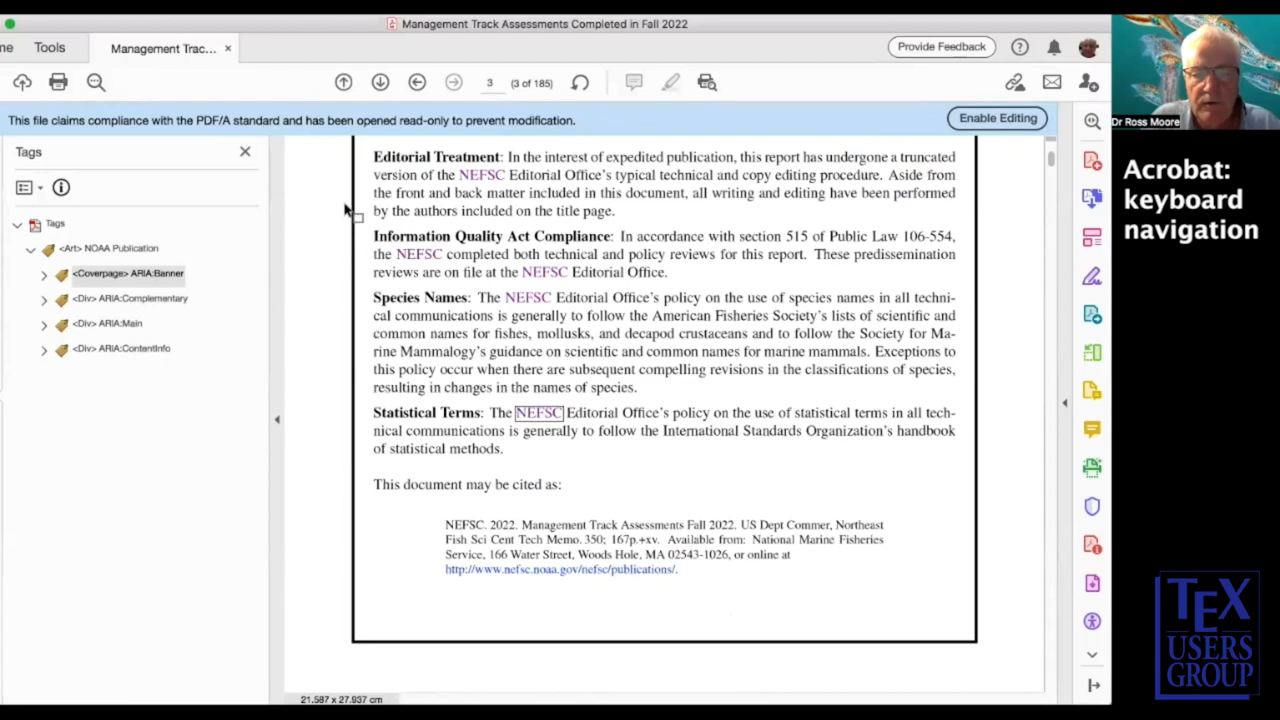 Management Track Assessments Completed in Fall 2022
me
Tools
Management Trac... ×
Provide Feedback
3
(3 of 185)
This file claims compliance with the PDF/A standard and has been opened read-only to prevent modification.
Enable Editing
Tags
Tags
<Art> NOAA Publication
<Coverpage> ARIA:Banner
<Div> ARIA:Complementary
<Div> ARIA:Main
<Div> ARIA:ContentInfo
Editorial Treatment: In the interest of expedited publication, this report has undergone a truncated
version of the NEFSC Editorial Office's typical technical and copy editing procedure. Aside from
the front and back matter included in this document, all writing and editing have been performed
by the authors included on the title page.
Information Quality Act Compliance: In accordance with section 515 of Public Law 106-554,
the NEFSC completed both technical and policy reviews for this report. These predissemination
reviews are on file at the NEFSC Editorial Office.
Species Names: The NEFSC Editorial Office's policy on the use of species names in all techni-
cal communications is generally to follow the American Fisheries Society's lists of scientific and
common names for fishes, mollusks, and decapod crustaceans and to follow the Society for Ma-
rine Mammalogy's guidance on scientific and common names for marine mammals. Exceptions to
this policy occur when there are subsequent compelling revisions in the classifications of species,
resulting in changes in the names of species.
Statistical Terms: The NEFSC Editorial Office's policy on the use of statistical terms in all tech-
nical communications is generally to follow the International Standards Organization's handbook
of statistical methods.
This document may be cited as:
NEFSC. 2022. Management Track Assessments Fall 2022. US Dept Commer, Northeast
Fish Sci Cent Tech Memo. 350; 167p.+xv. Available from: National Marine Fisheries
Service, 166 Water Street, Woods Hole, MA 02543-1026, or online at
http://www.nefsc.noaa.gov/nefsc/publications/.
21.587 x 27.937 cm
Dr Ross Moore
Acrobat:
keyboard
navigation
TEX
USERS
GROUP